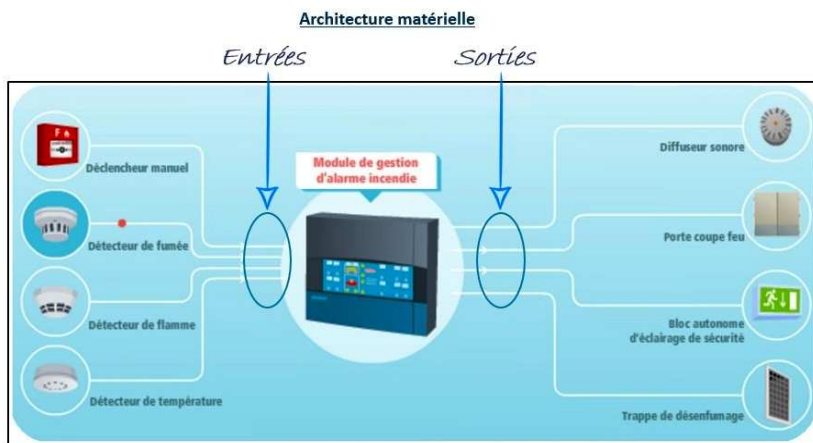 Architecture matérielle
Entrées
Sorties
Déclencheur manuel
Détecteur de fumée
Détecteur de flamme
Détecteur de température
Module de gestion
d'alarme incendie
Diffuseur sonore
Porte coupe feu
Bloc autonome
d'éclairage de sécurité
Trappe de désenfumage